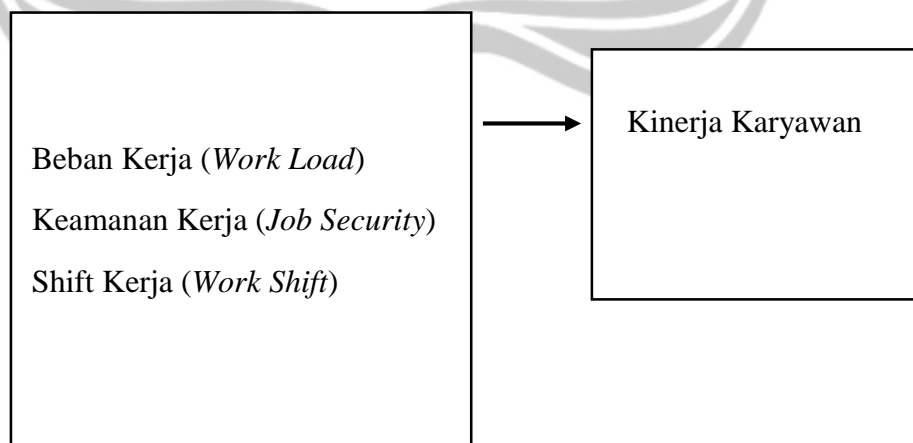 Beban Kerja (Work Load)
Keamanan Kerja (Job Security)
Shift Kerja (Work Shift)
Kinerja Karyawan